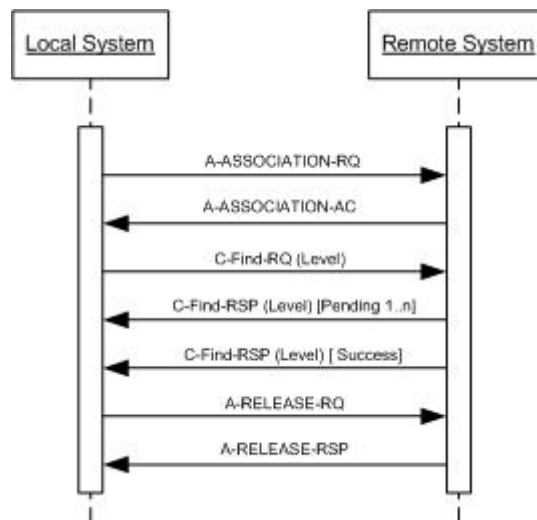 Local System
Remote System
A-ASSOCIATION-RQ
A-ASSOCIATION-AC
C-Find-RQ (Level)
C-Find-RSP (Level) [Pending 1..n]
C-Find-RSP (Level) [ Success]
A-RELEASE-RQ
A-RELEASE-RSP